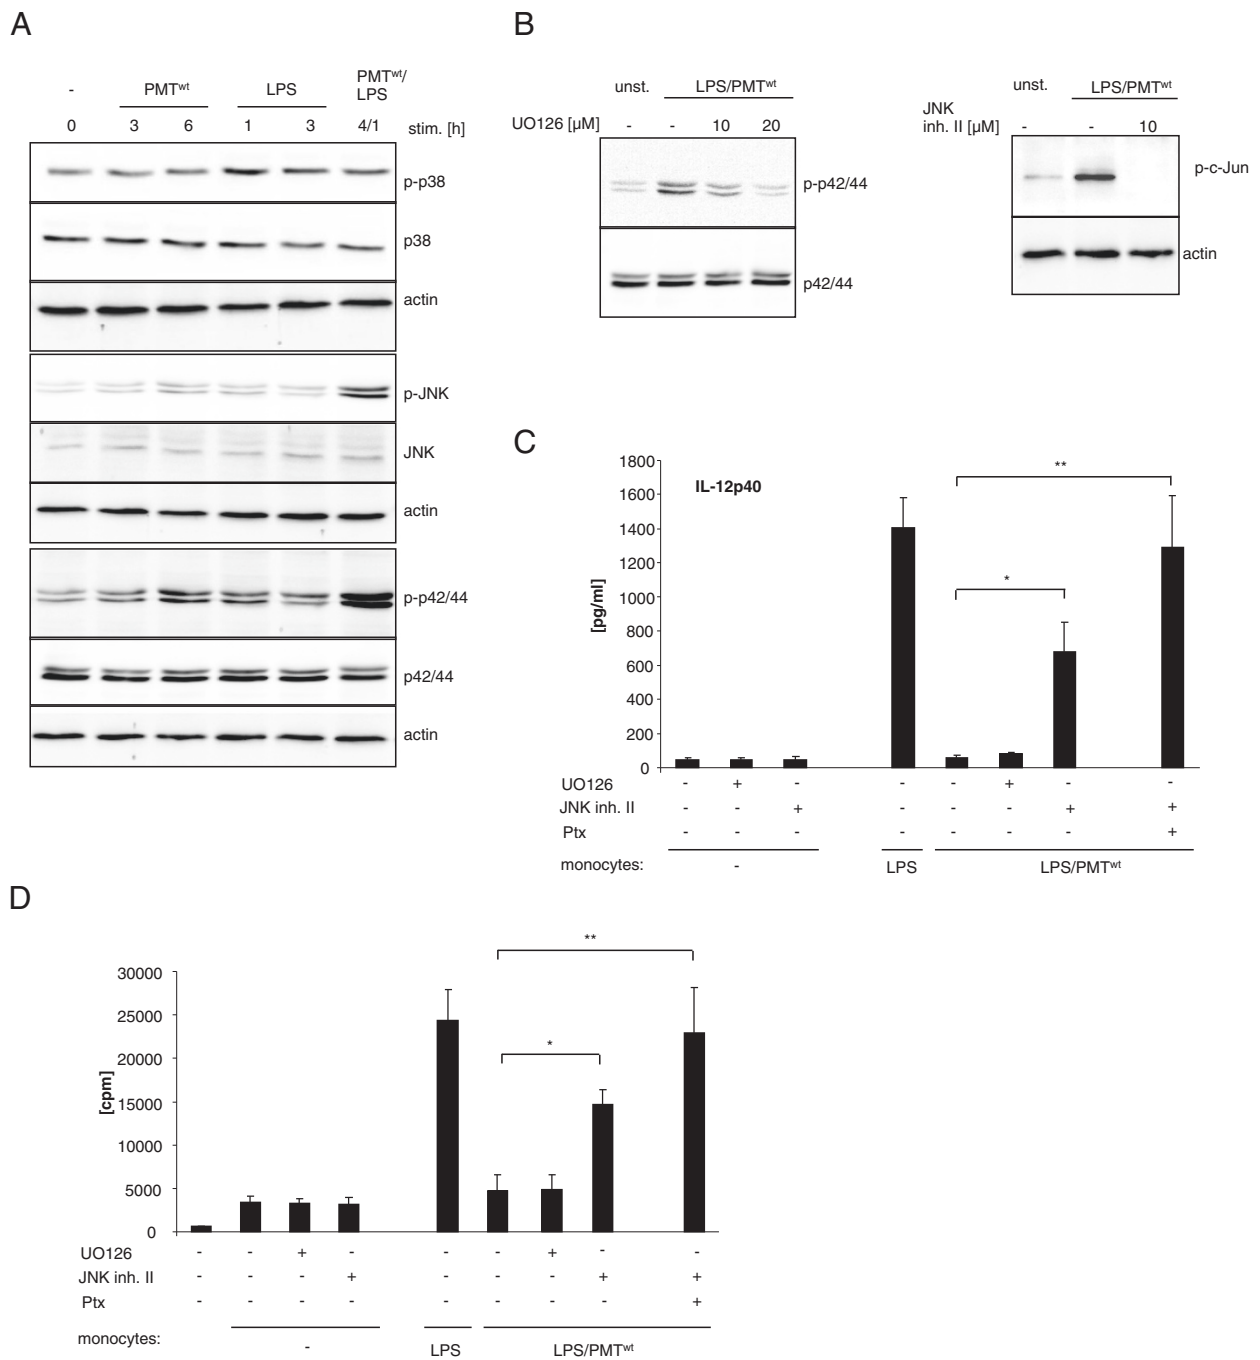 A
- PMTwt LPS PMTwt/
LPS
0 3 6 1 3 4/1 stim. [h]
p-p38
p38
actin
p-JNK
JNK
actin
p-p42/44
p42/44
actin
B
unst. LPS/PMTwt
UO126 [µM] - - 10 20
p-p42/44
p42/44
unst. LPS/PMTwt
JNK
inh. II [µM] - - 10
p-c-Jun
actin
C
IL-12p40
[pg/ml]
1800
1600
1400
1200
1000
800
600
400
200
0
**
*
UO126 - + - - - + - -
JNK inh. II - - + - - - + +
Ptx - - - - - - - +
monocytes: - LPS LPS/PMTwt
D
[cpm]
30000
25000
20000
15000
10000
5000
0
**
*
UO126 - - + - - - + - -
JNK inh. II - - - + - - - + +
Ptx - - - - - - - - +
monocytes: - LPS LPS/PMTwt